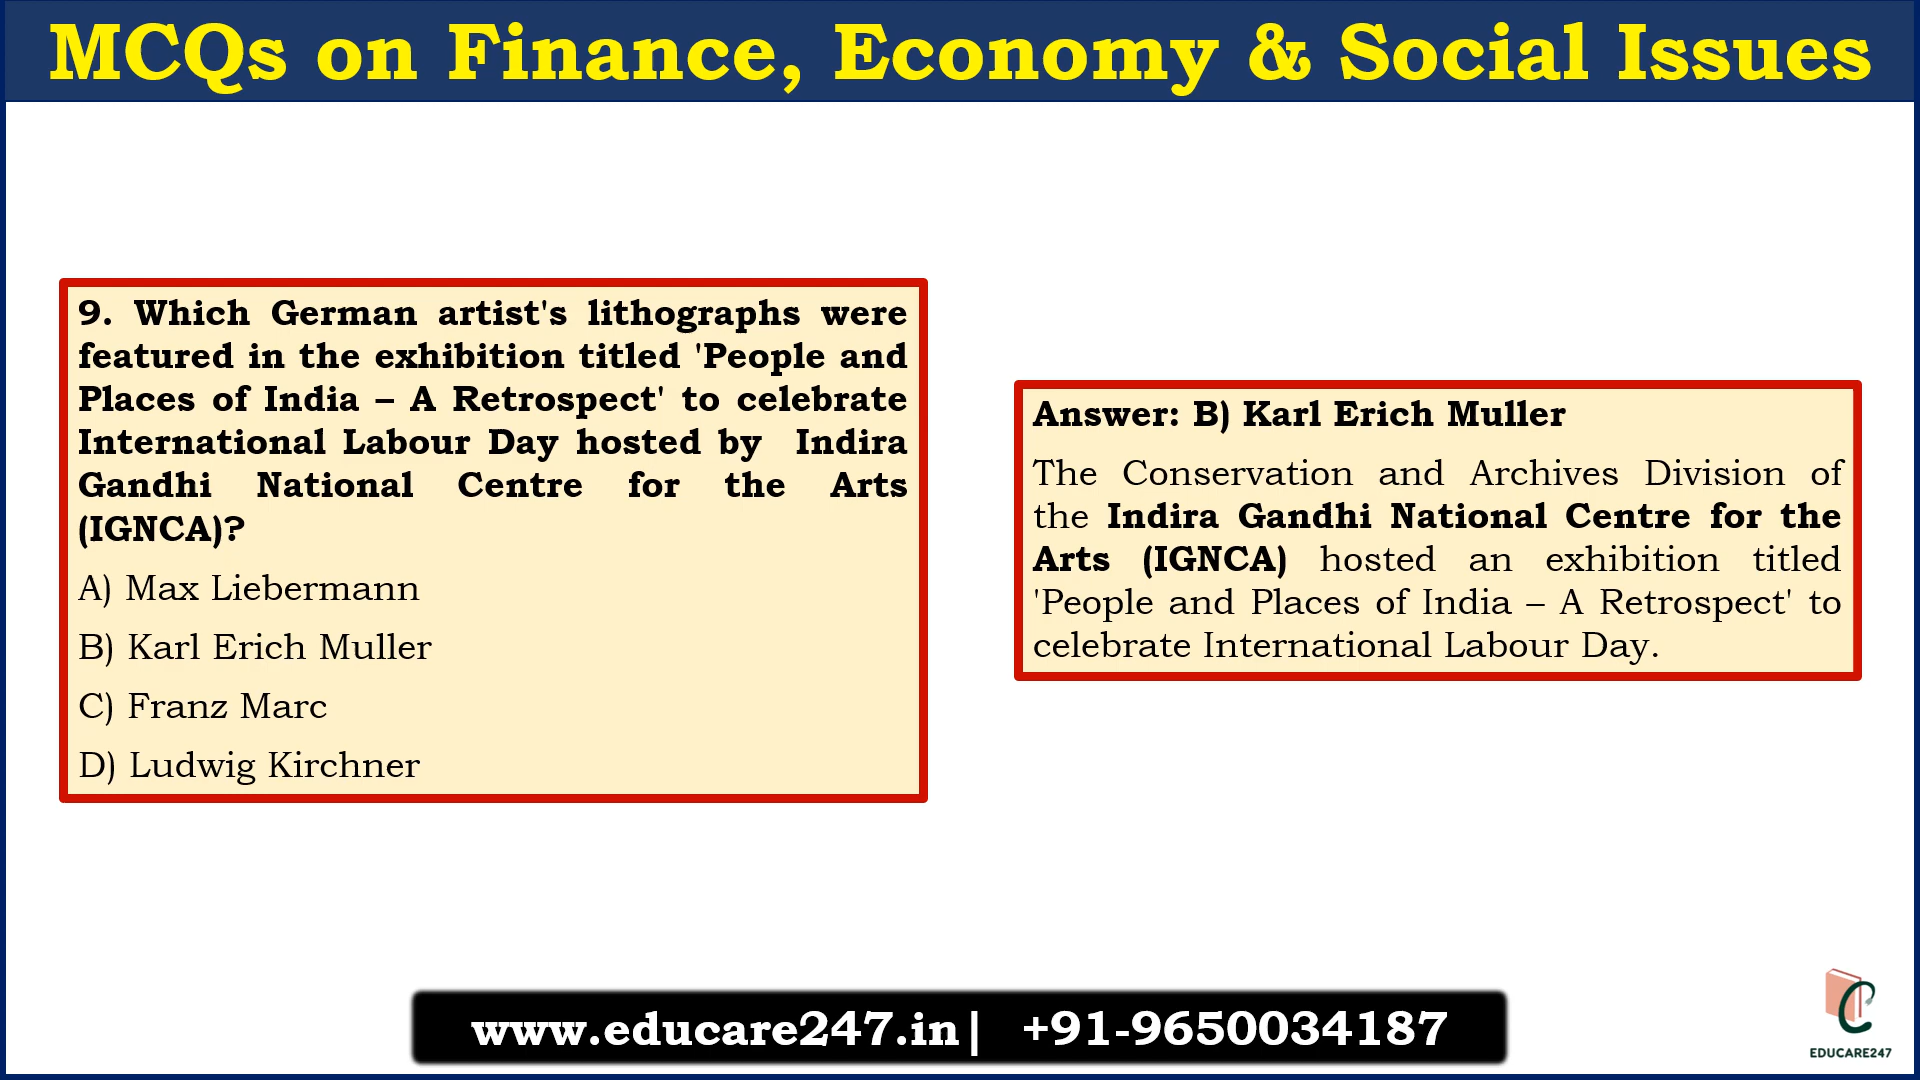 MCQs on Finance, Economy & Social Issues
9. Which German artist's lithographs were
featured in the exhibition titled 'People and
Places of India – A Retrospect' to celebrate
International Labour Day hosted by Indira
Gandhi National Centre for the Arts
(IGNCA)?
A) Max Liebermann
B) Karl Erich Muller
C) Franz Marc
D) Ludwig Kirchner
Answer: B) Karl Erich Muller
The Conservation and Archives Division of
the Indira Gandhi National Centre for the
Arts (IGNCA) hosted an exhibition titled
'People and Places of India – A Retrospect' to
celebrate International Labour Day.
www.educare247.in| +91-9650034187
EDUCARE247